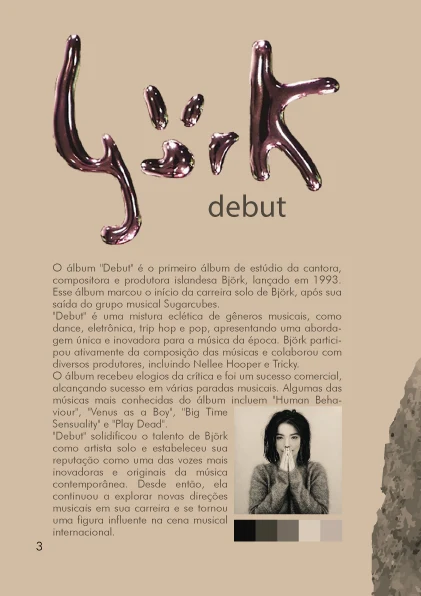 björk
debut
O álbum "Debut" é o primeiro álbum de estúdio da cantora,
compositora e produtora islandesa Björk, lançado em 1993.
Esse álbum marcou o início da carreira solo de Björk, após sua
saída do grupo musical Sugarcubes.
"Debut" é uma mistura eclética de gêneros musicais, como
dance, eletrônica, trip hop e pop, apresentando uma aborda-
gem única e inovadora para a música da época. Björk partici-
pou ativamente da composição das músicas e colaborou com
diversos produtores, incluindo Nellee Hooper e Tricky.
O álbum recebeu elogios da crítica e foi um sucesso comercial,
alcançando sucesso em várias paradas musicais. Algumas das
músicas mais conhecidas do álbum incluem "Human Beha-
viour", "Venus as a Boy", "Big Time
Sensuality" e "Play Dead".
"Debut" solidificou o talento de Björk
como artista solo e estabeleceu sua
reputação como uma das vozes mais
inovadoras e originais da música
contemporânea. Desde então, ela
continuou a explorar novas direções
musicais em sua carreira e se tornou
uma figura influente na cena musical
internacional.
3